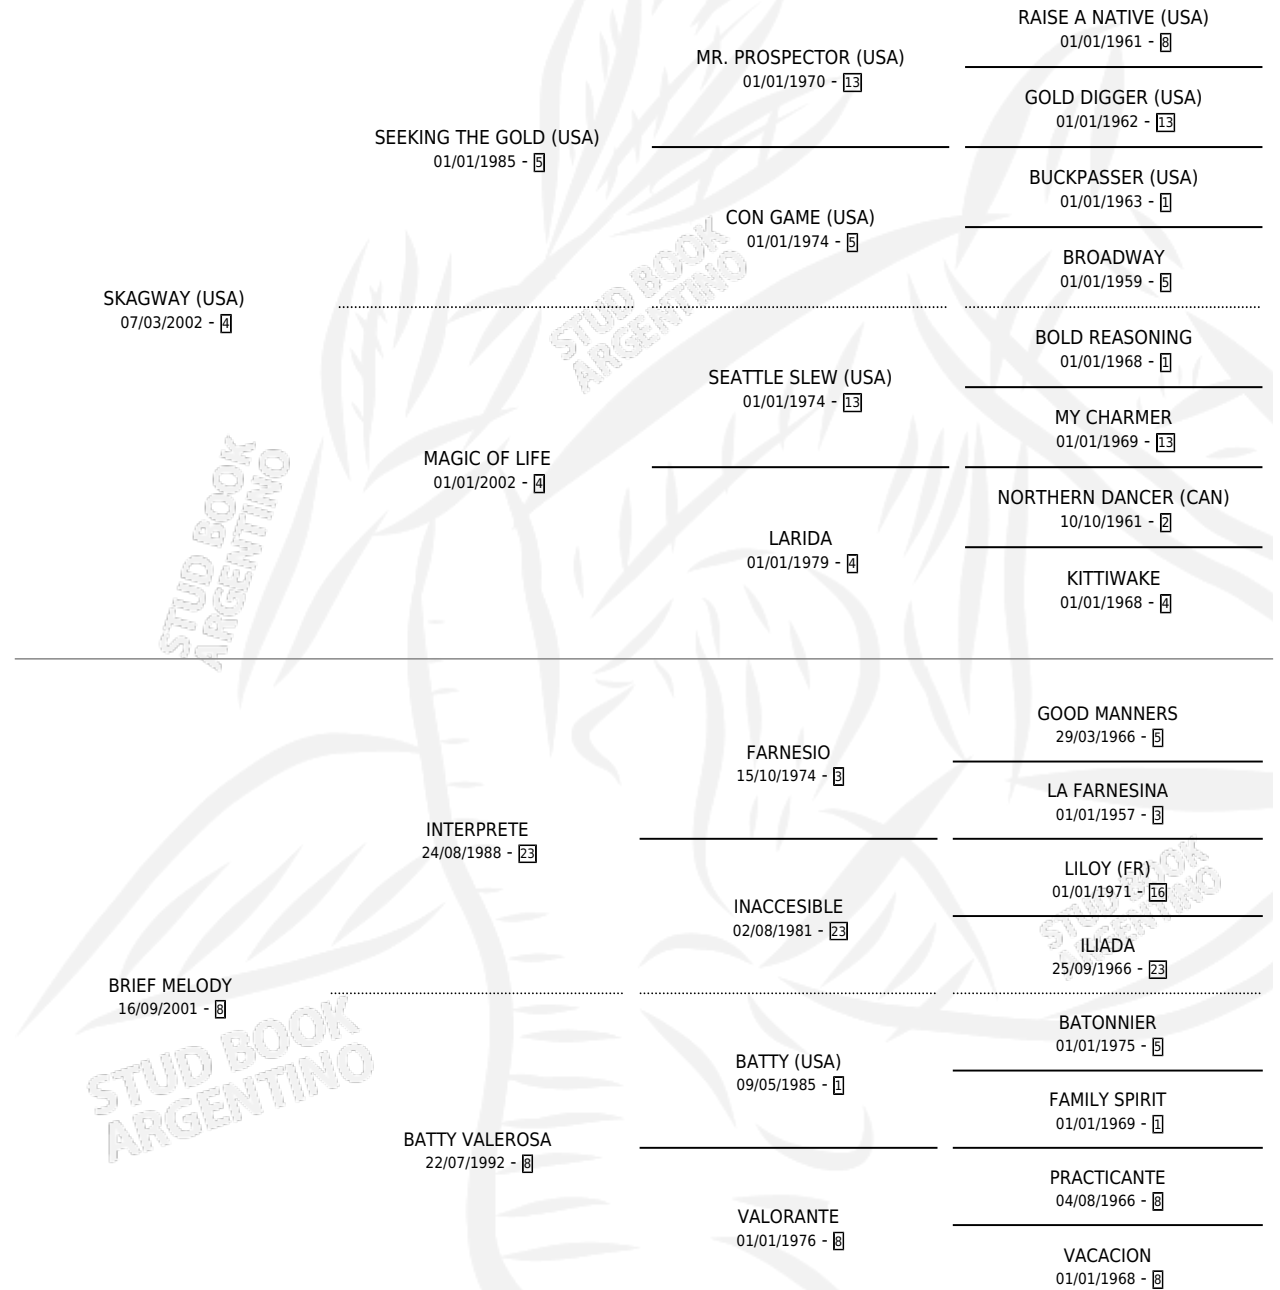 RAISE A NATIVE (USA)
01/01/1961 - 8
MR. PROSPECTOR (USA)
01/01/1970 - 13
GOLD DIGGER (USA)
01/01/1962 - 13
SEEKING THE GOLD (USA)
01/01/1985 - 5
BUCKPASSER (USA)
01/01/1963 - 1
CON GAME (USA)
01/01/1974 - 5
BROADWAY
01/01/1959 - 5
SKAGWAY (USA)
07/03/2002 - 4
BOLD REASONING
01/01/1968 - 1
SEATTLE SLEW (USA)
01/01/1974 - 13
MY CHARMER
01/01/1969 - 13
MAGIC OF LIFE
01/01/2002 - 4
NORTHERN DANCER (CAN)
10/10/1961 - 2
LARIDA
01/01/1979 - 4
KITTIWAKE
01/01/1968 - 4
STUD BOOK
ARGENTINO
STUD BOOK
ARGENTINO
GOOD MANNERS
29/03/1966 - 5
FARNESIO
15/10/1974 - 3
LA FARNESINA
01/01/1957 - 3
INTERPRETE
24/08/1988 - 23
LILOY (FR)
01/01/1971 - 16
INACCESIBLE
02/08/1981 - 23
ILIADA
25/09/1966 - 23
BRIEF MELODY
16/09/2001 - 8
BATONNIER
01/01/1975 - 5
BATTY (USA)
09/05/1985 - 1
FAMILY SPIRIT
01/01/1969 - 1
BATTY VALEROSA
22/07/1992 - 8
PRACTICANTE
04/08/1966 - 8
VALORANTE
01/01/1976 - 8
VACACION
01/01/1968 - 8
STUD BOOK
ARGENTINO
STUD BOOK
ARGENTINO